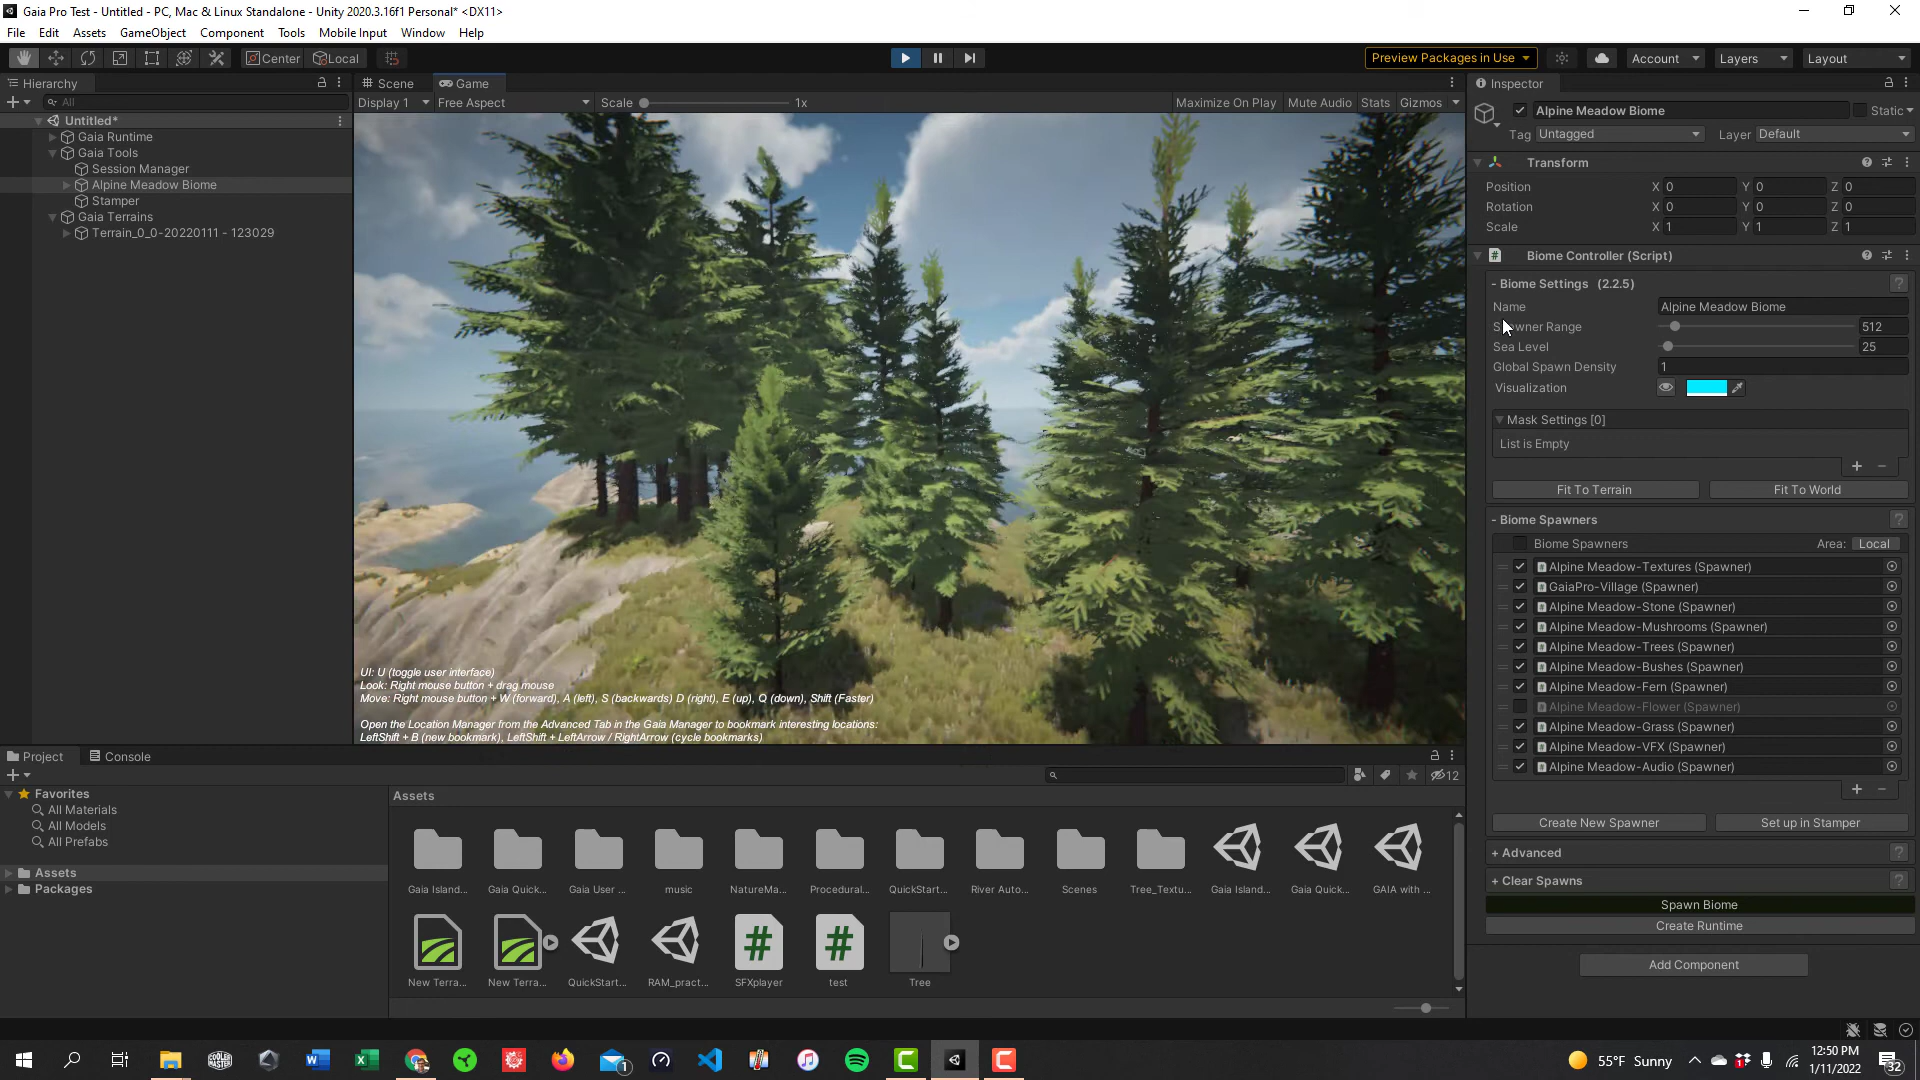 Gaia Pro Test - Untitled - PC, Mac & Linux Standalone - Unity 2020.3.16f1 Personal* <DX11>
File Edit Assets GameObject Component Tools Mobile Input Window Help
Center Local Preview Packages in Use Account Layers Layout
Hierarchy
All
Untitled*
Gaia Runtime
Gaia Tools
Session Manager
Alpine Meadow Biome
Stamper
Gaia Terrains
Terrain_0_0-20220111 - 123029
Scene Game
Display 1 Free Aspect Scale 1x Maximize On Play Mute Audio Stats Gizmos
UI: U (toggle user interface)
Look: Right mouse button + drag mouse
Move: Right mouse button + W (forward), A (left), S (backwards) D (right), E (up), Q (down), Shift (Faster)
Open the Location Manager from the Advanced Tab in the Gaia Manager to bookmark interesting locations:
LeftShift + B (new bookmark), LeftShift + LeftArrow / RightArrow (cycle bookmarks)
Inspector
Alpine Meadow Biome Static
Tag Untagged Layer Default
Transform
Position X 0 Y 0 Z 0
Rotation X 0 Y 0 Z 0
Scale X 1 Y 1 Z 1
# Biome Controller (Script)
- Biome Settings (2.2.5) ?
Name Alpine Meadow Biome
Spawner Range 512
Sea Level 25
Global Spawn Density 1
Visualization
Mask Settings [0]
List is Empty
+ -
Fit To Terrain Fit To World
- Biome Spawners ?
Biome Spawners Area: Local
Alpine Meadow-Textures (Spawner)
GaiaPro-Village (Spawner)
Alpine Meadow-Stone (Spawner)
Alpine Meadow-Mushrooms (Spawner)
Alpine Meadow-Trees (Spawner)
Alpine Meadow-Bushes (Spawner)
Alpine Meadow-Fern (Spawner)
Alpine Meadow-Flower (Spawner)
Alpine Meadow-Grass (Spawner)
Alpine Meadow-VFX (Spawner)
Alpine Meadow-Audio (Spawner)
+ -
Create New Spawner Set up in Stamper
+ Advanced ?
+ Clear Spawns ?
Spawn Biome
Create Runtime
Add Component
Project Console
12
Favorites
All Materials
All Models
All Prefabs
Assets
Packages
Assets
Gaia Island... Gaia Quick... Gaia User ... music NatureMa... Procedural... QuickStart... River Auto... Scenes Tree_Textu... Gaia Island... Gaia Quick... GAIA with ...
New Terra... New Terra... QuickStart... RAM_pract... SFXplayer test Tree
COOLER MASTER
1
55°F Sunny
12:50 PM
1/11/2022
32